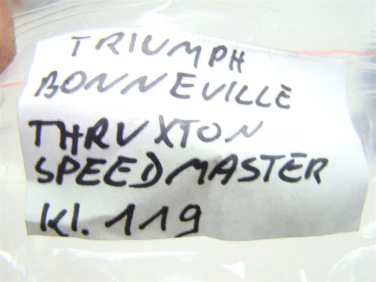 TRIUMPH
BONNEVILLE
THRUXTON
SPEEDMASTER
Kl. 119